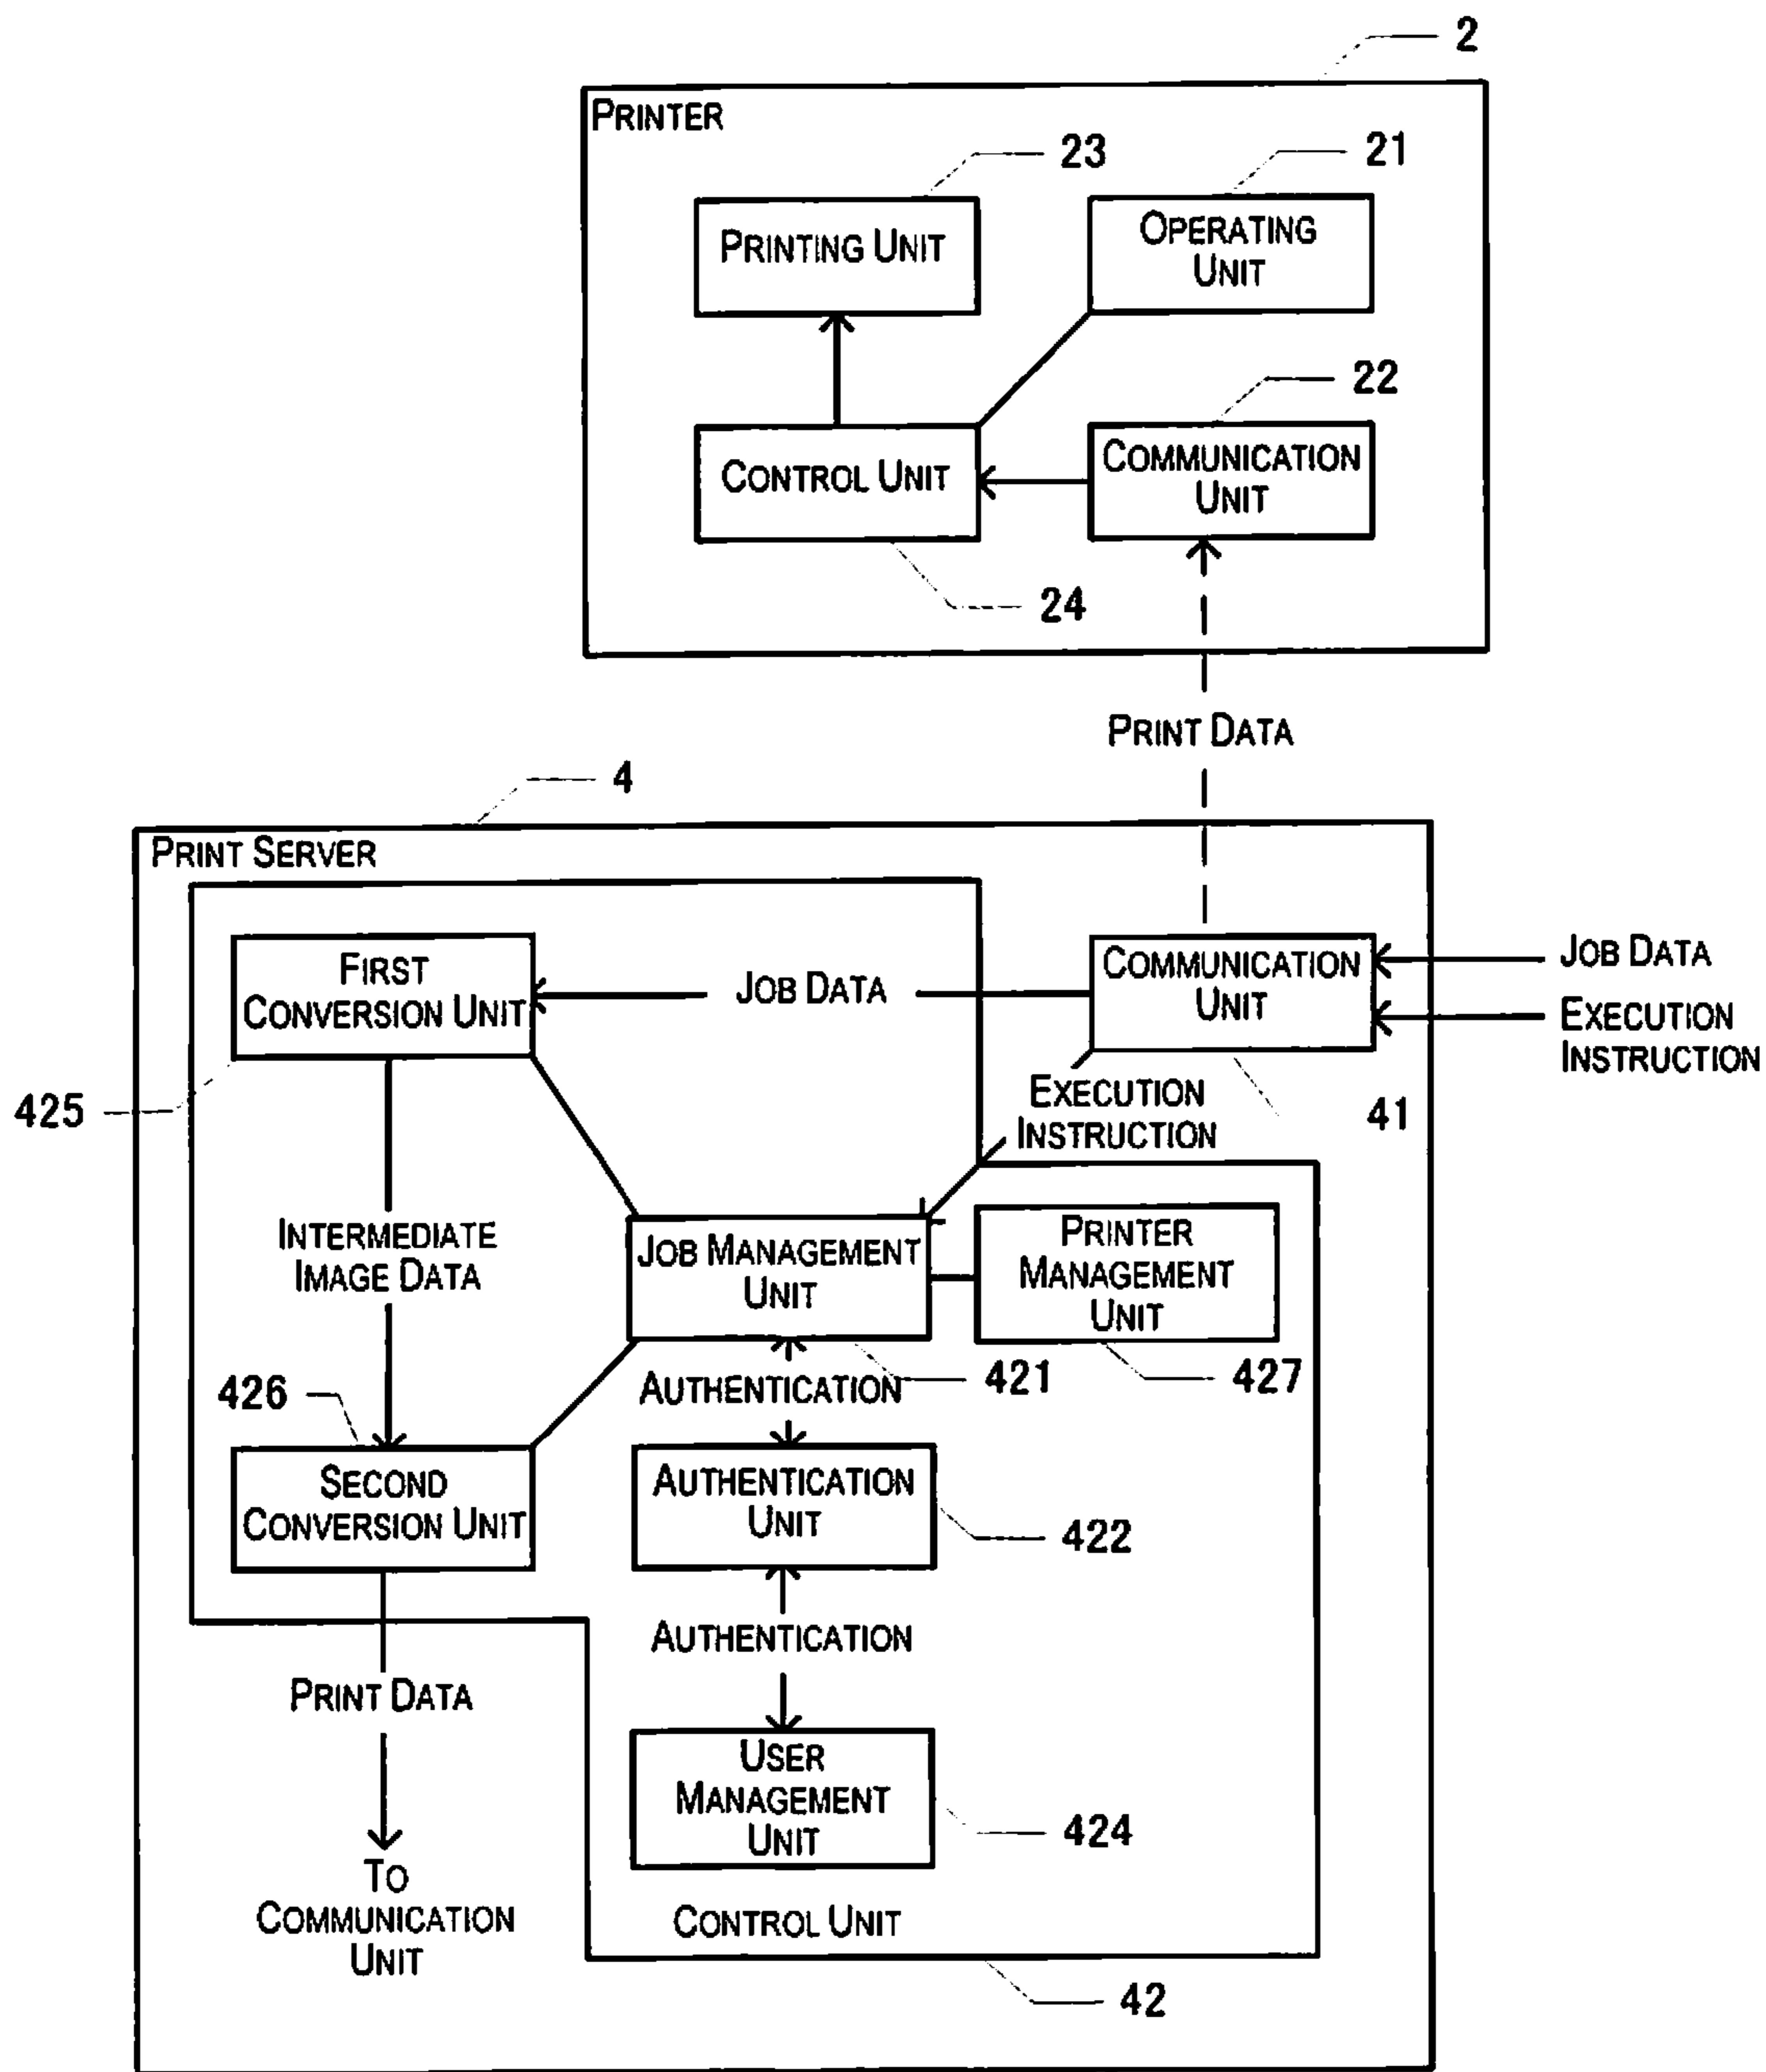 2
PRINTER
23
21
PRINTING UNIT
OPERATING
UNIT
22
CONTROL UNIT
COMMUNICATION
UNIT
24
PRINT DATA
4
PRINT SERVER
FIRST
CONVERSION UNIT
JOB DATA
COMMUNICATION
UNIT
JOB DATA
EXECUTION
INSTRUCTION
425
EXECUTION
INSTRUCTION
41
INTERMEDIATE
IMAGE DATA
JOB MANAGEMENT
UNIT
PRINTER
MANAGEMENT
UNIT
426
AUTHENTICATION
421
427
SECOND
CONVERSION UNIT
AUTHENTICATION
UNIT
422
AUTHENTICATION
PRINT DATA
USER
MANAGEMENT
UNIT
424
TO
COMMUNICATION
UNIT
CONTROL UNIT
42